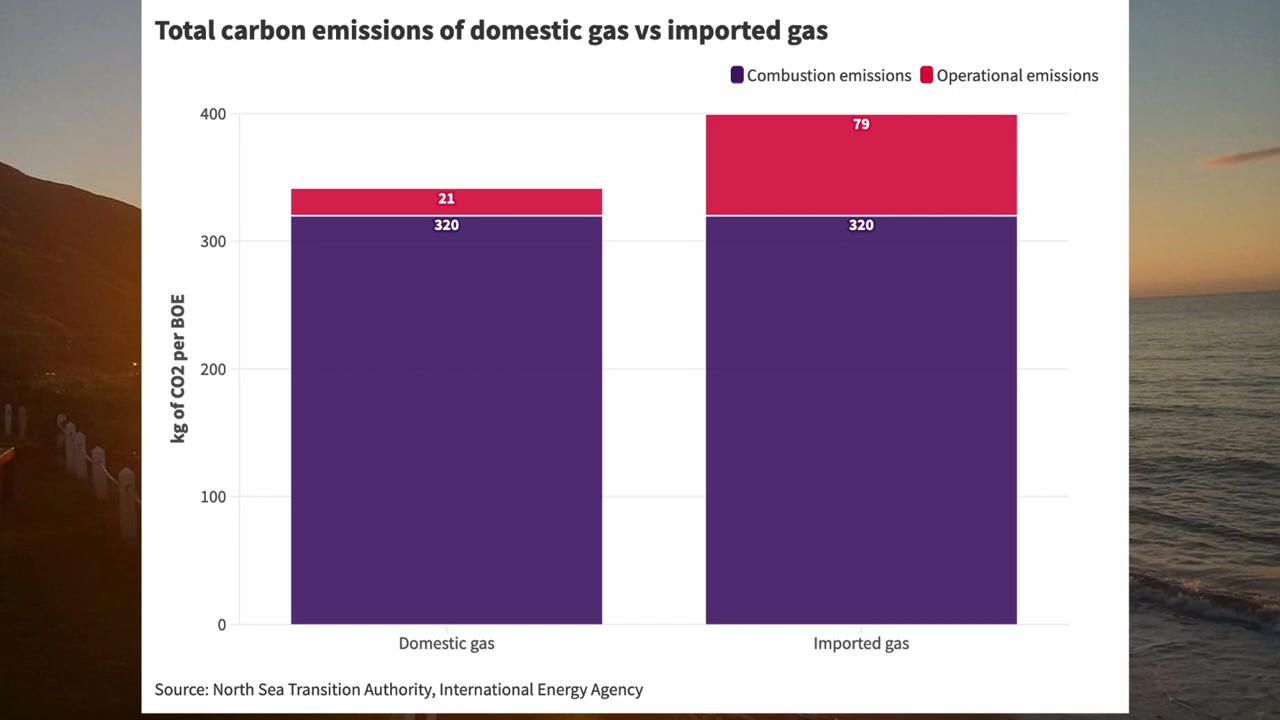 Total carbon emissions of domestic gas vs imported gas
Combustion emissions Operational emissions
400
79
21
320 320
300
kg of CO2 per BOE
200
100
0
Domestic gas Imported gas
Source: North Sea Transition Authority, International Energy Agency